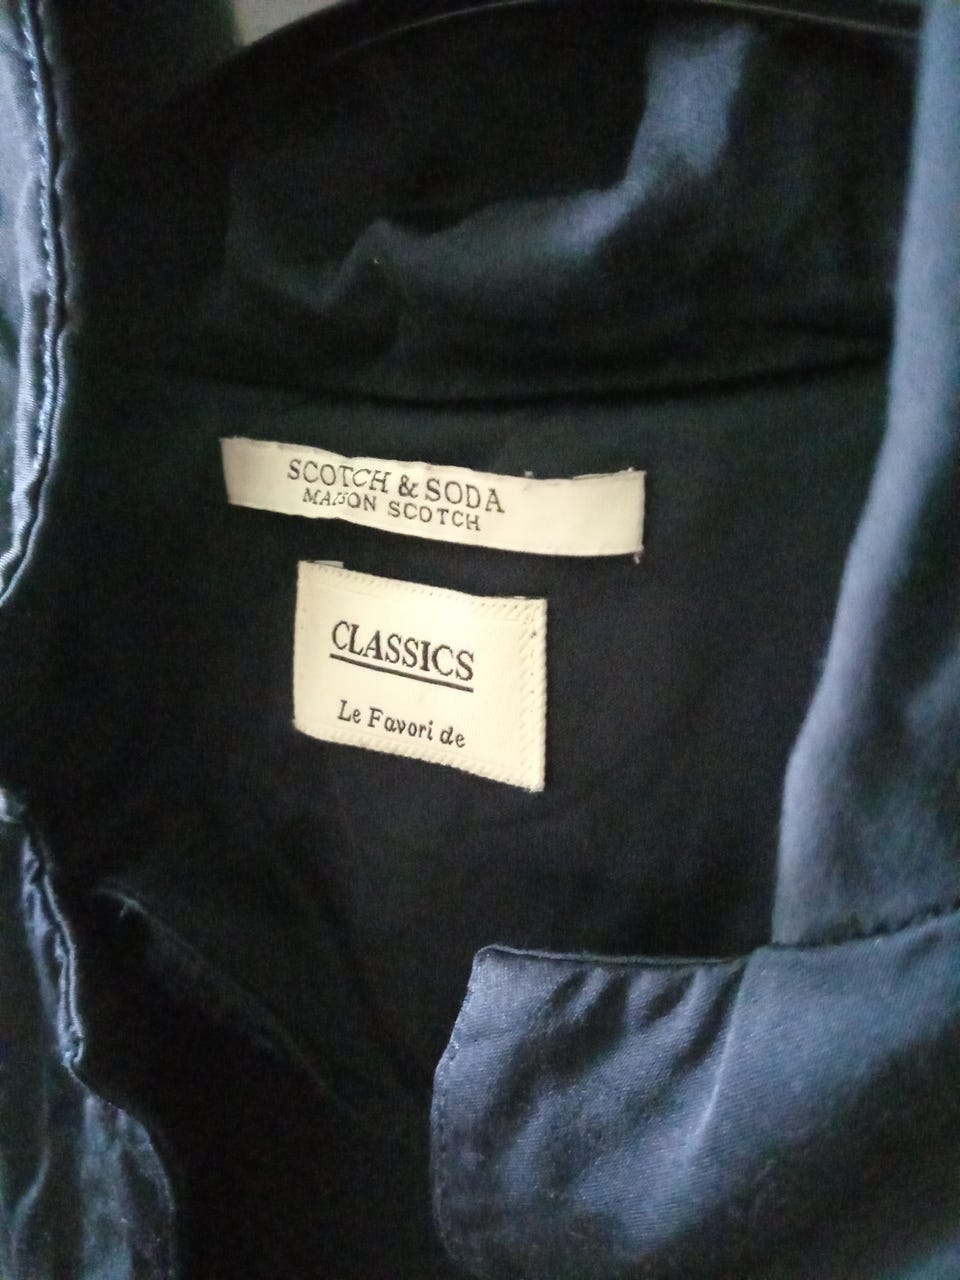 SCOTCH & SODA
MAISON SCOTCH
CLASSICS
Le Favori de